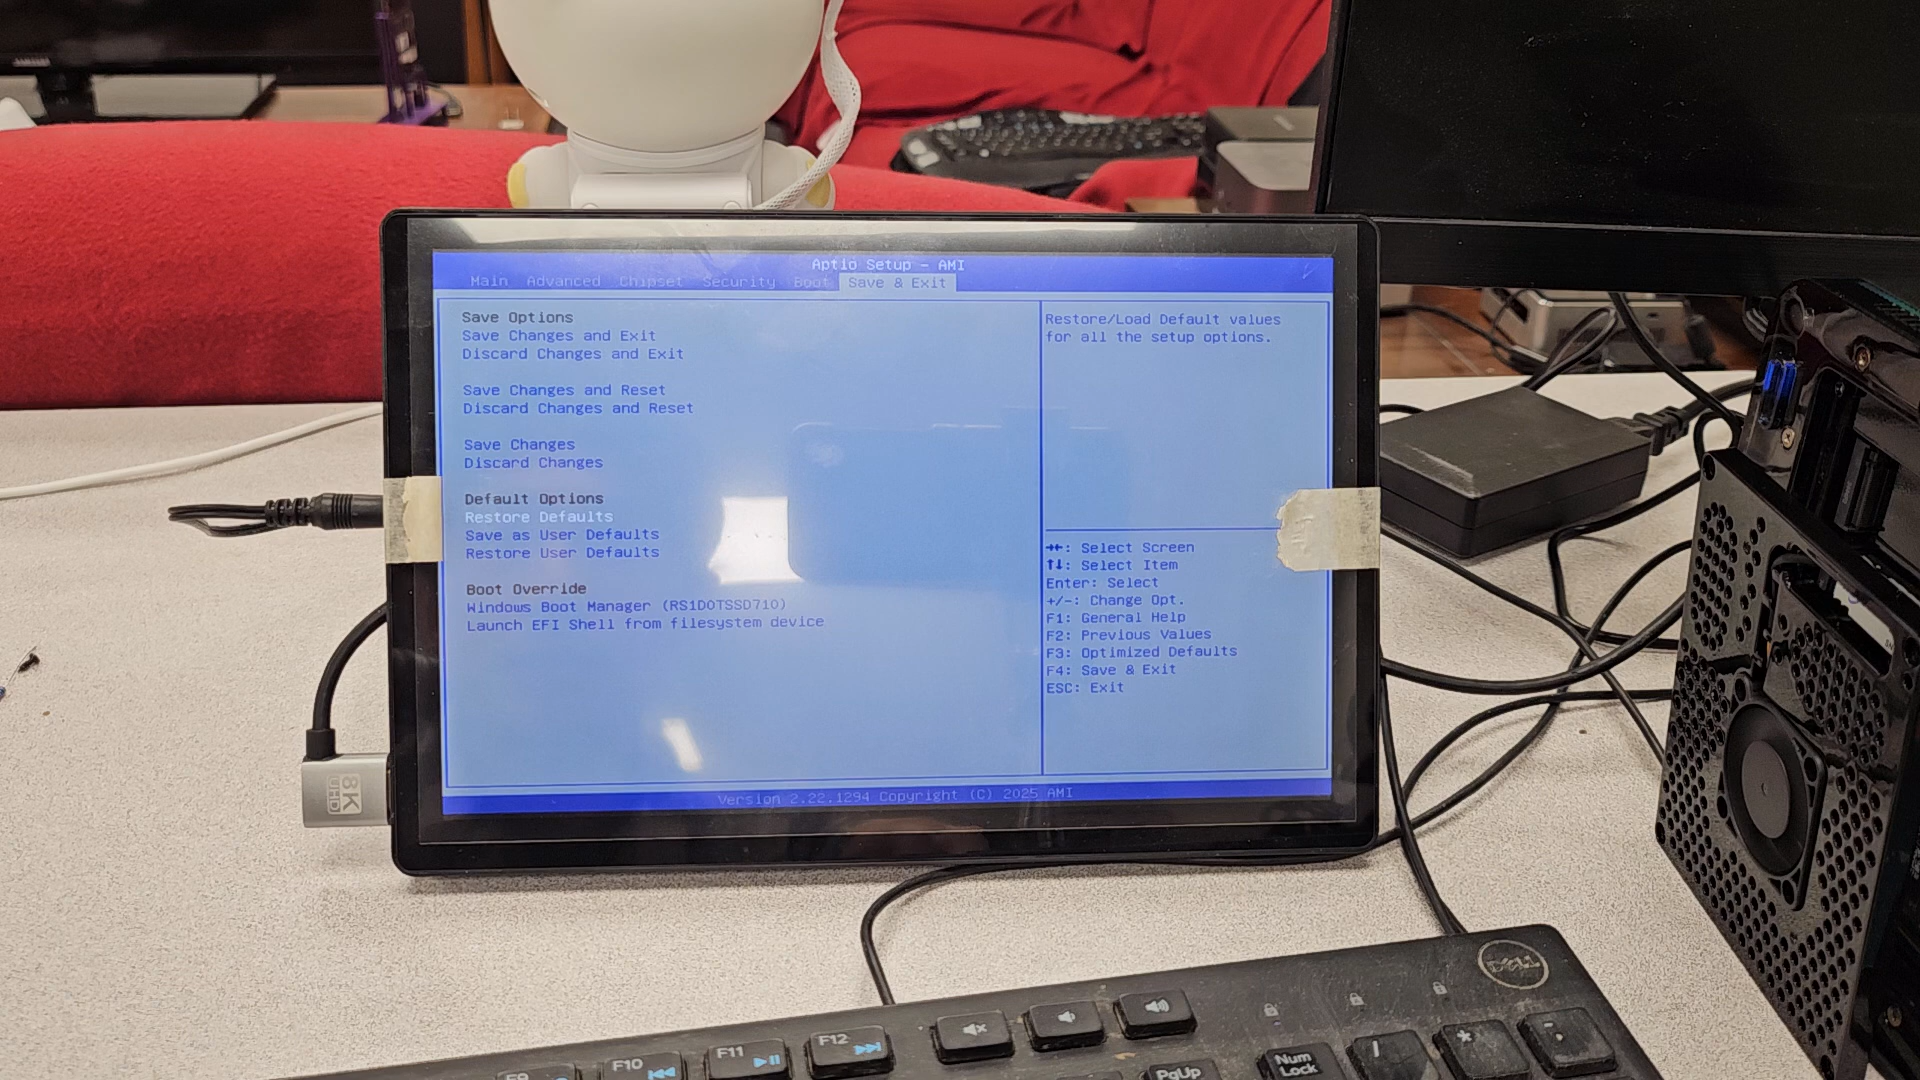 SAMSUNG
Aptio Setup – AMI
Main Advanced Chipset Security Boot Save & Exit
Save Options
Save Changes and Exit
Discard Changes and Exit
Save Changes and Reset
Discard Changes and Reset
Save Changes
Discard Changes
Default Options
Restore Defaults
Save as User Defaults
Restore User Defaults
Boot Override
Windows Boot Manager (RS1D0TSSD710)
Launch EFI Shell from filesystem device
Restore/Load Default values
for all the setup options.
→←: Select Screen
↑↓: Select Item
Enter: Select
+/-: Change Opt.
F1: General Help
F2: Previous Values
F3: Optimized Defaults
F4: Save & Exit
ESC: Exit
Version 2.22.1294 Copyright (C) 2025 AMI
8K
UHD
DELL
F9
F10
F11
F12
PgUp
Num
Lock
/
*
-